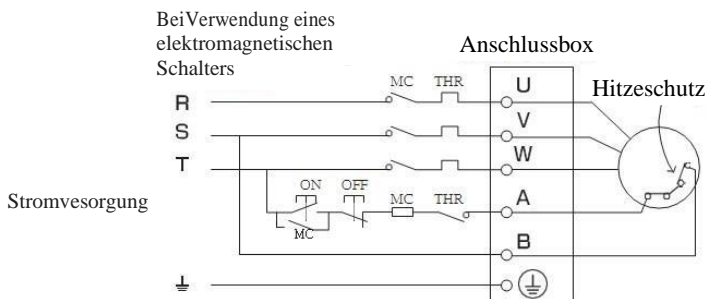 BeiVerwendung eines
elektromagnetischen
Schalters
Anschlussbox
MC THR U
Hitzeschutz
R
S V
T W
ON OFF
Stromvesorgung
MC THR A
MC
B